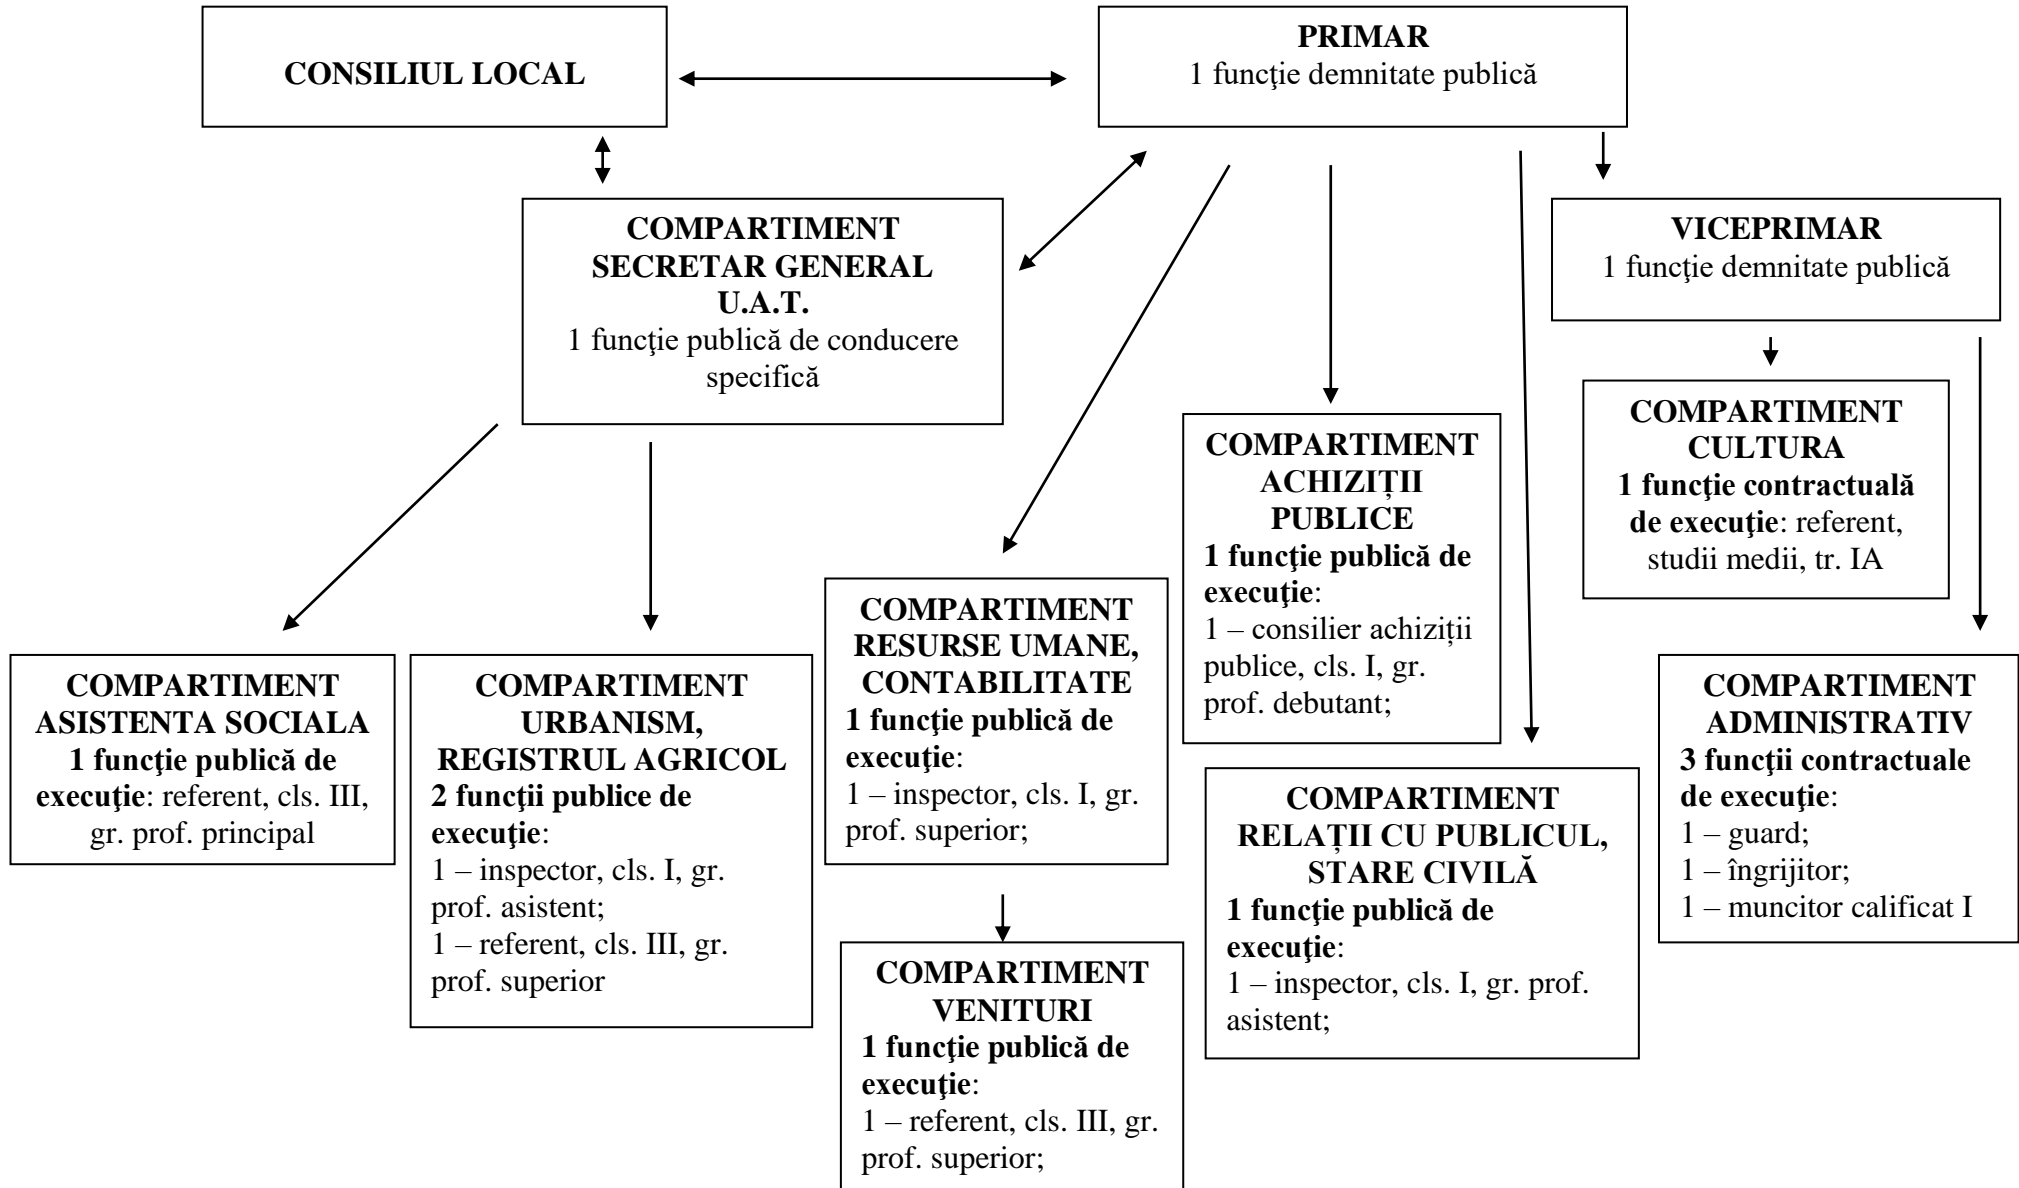 CONSILIUL LOCAL
PRIMAR
1 funcţie demnitate publică
COMPARTIMENT
SECRETAR GENERAL
U.A.T.
1 funcţie publică de conducere
specifică
VICEPRIMAR
1 funcţie demnitate publică
COMPARTIMENT
CULTURA
1 funcţie contractuală
de execuţie: referent,
studii medii, tr. IA
COMPARTIMENT
ACHIZIȚII
PUBLICE
1 funcţie publică de
execuţie:
1 – consilier achiziții
publice, cls. I, gr.
prof. debutant;
COMPARTIMENT
RESURSE UMANE,
CONTABILITATE
1 funcţie publică de
execuţie:
1 – inspector, cls. I, gr.
prof. superior;
COMPARTIMENT
ASISTENTA SOCIALA
1 funcţie publică de
execuţie: referent, cls. III,
gr. prof. principal
COMPARTIMENT
URBANISM,
REGISTRUL AGRICOL
2 funcţii publice de
execuţie:
1 – inspector, cls. I, gr.
prof. asistent;
1 – referent, cls. III, gr.
prof. superior
COMPARTIMENT
ADMINISTRATIV
3 funcţii contractuale
de execuţie:
1 – guard;
1 – îngrijitor;
1 – muncitor calificat I
COMPARTIMENT
RELAȚII CU PUBLICUL,
STARE CIVILĂ
1 funcţie publică de
execuţie:
1 – inspector, cls. I, gr. prof.
asistent;
COMPARTIMENT
VENITURI
1 funcţie publică de
execuţie:
1 – referent, cls. III, gr.
prof. superior;